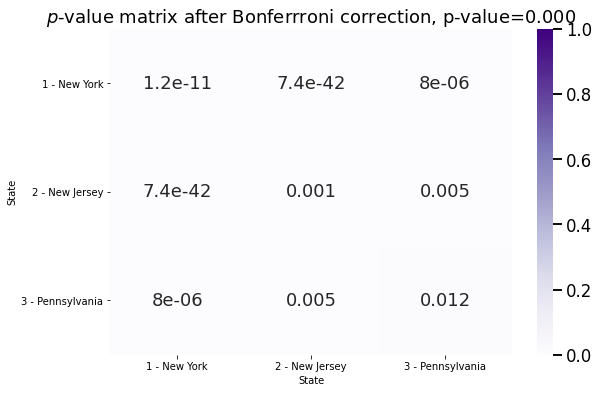 p-value matrix after Bonferrroni correction, p-value=0.000
1 - New York 1.2e-11 7.4e-42 8e-06
2 - New Jersey 7.4e-42 0.001 0.005
3 - Pennsylvania 8e-06 0.005 0.012
State
1 - New York 2 - New Jersey 3 - Pennsylvania
State
1.0
0.8
0.6
0.4
0.2
0.0